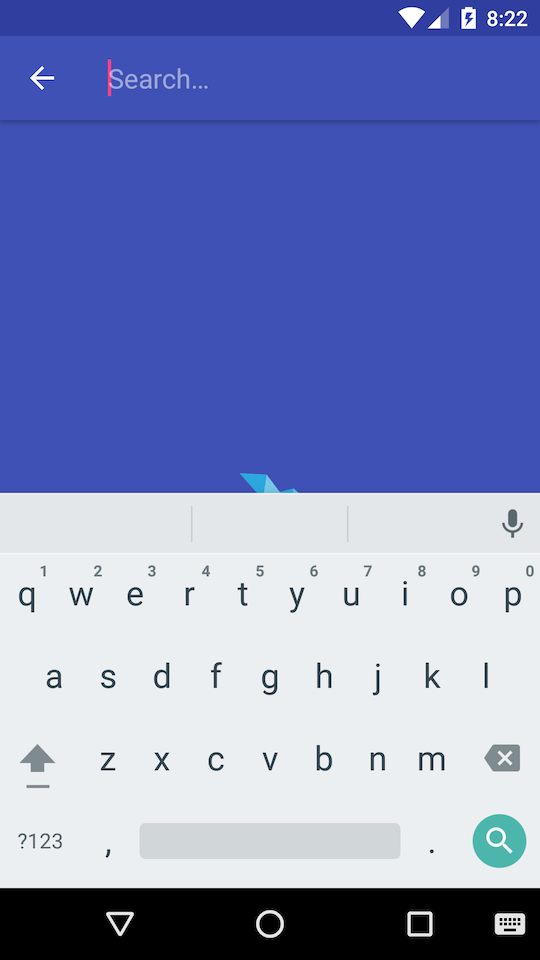 8:22
Search...
1 2 3 4 5 6 7 8 9 0
q w e r t y u i o p
a s d f g h j k l
z x c v b n m
?123 , .